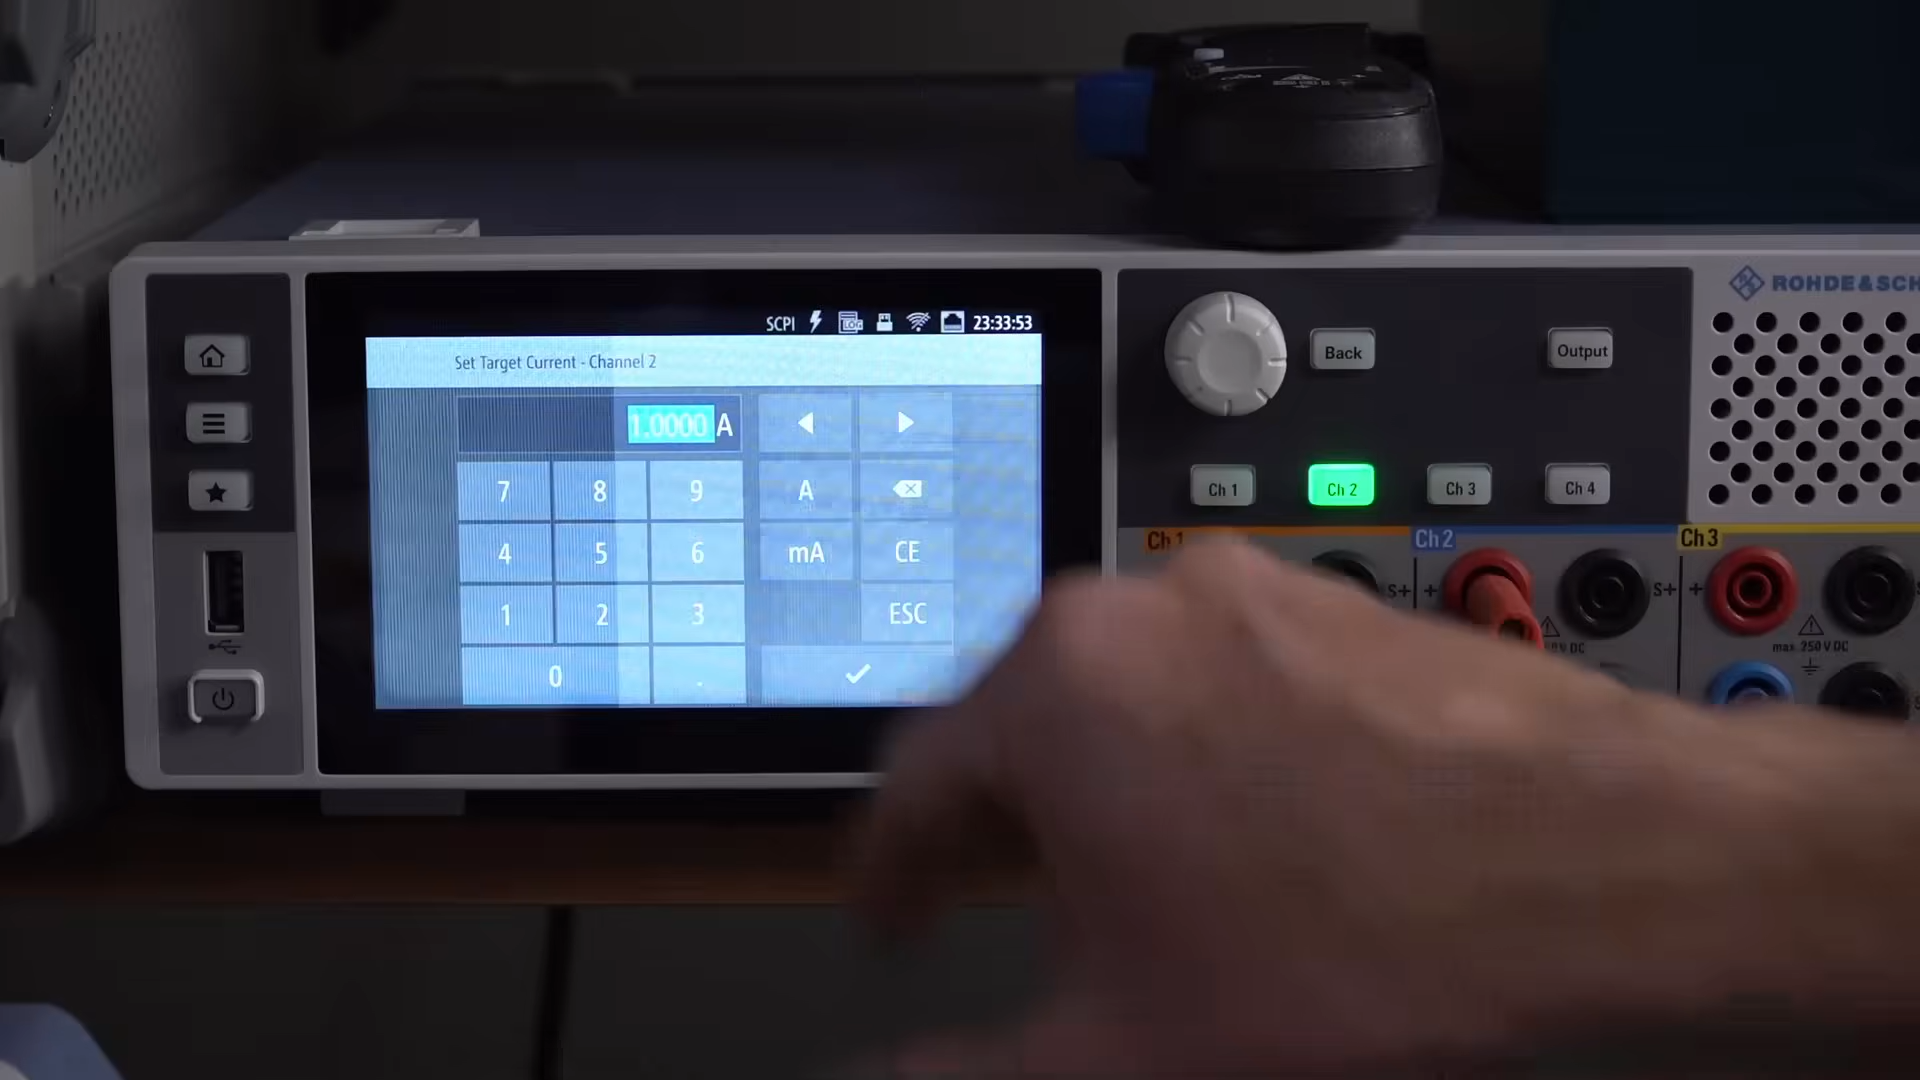 SCPI LOG 23:33:53
ROHDE&SCH
Set Target Current - Channel 2
Back
Output
1.0000 A
7 8 9 A
4 5 6 mA CE
1 2 3 ESC
0 .
Ch 1
Ch 2
Ch 3
Ch 4
Ch 1
Ch 2
Ch 3
S+ +
S+ +
max. 250 V DC